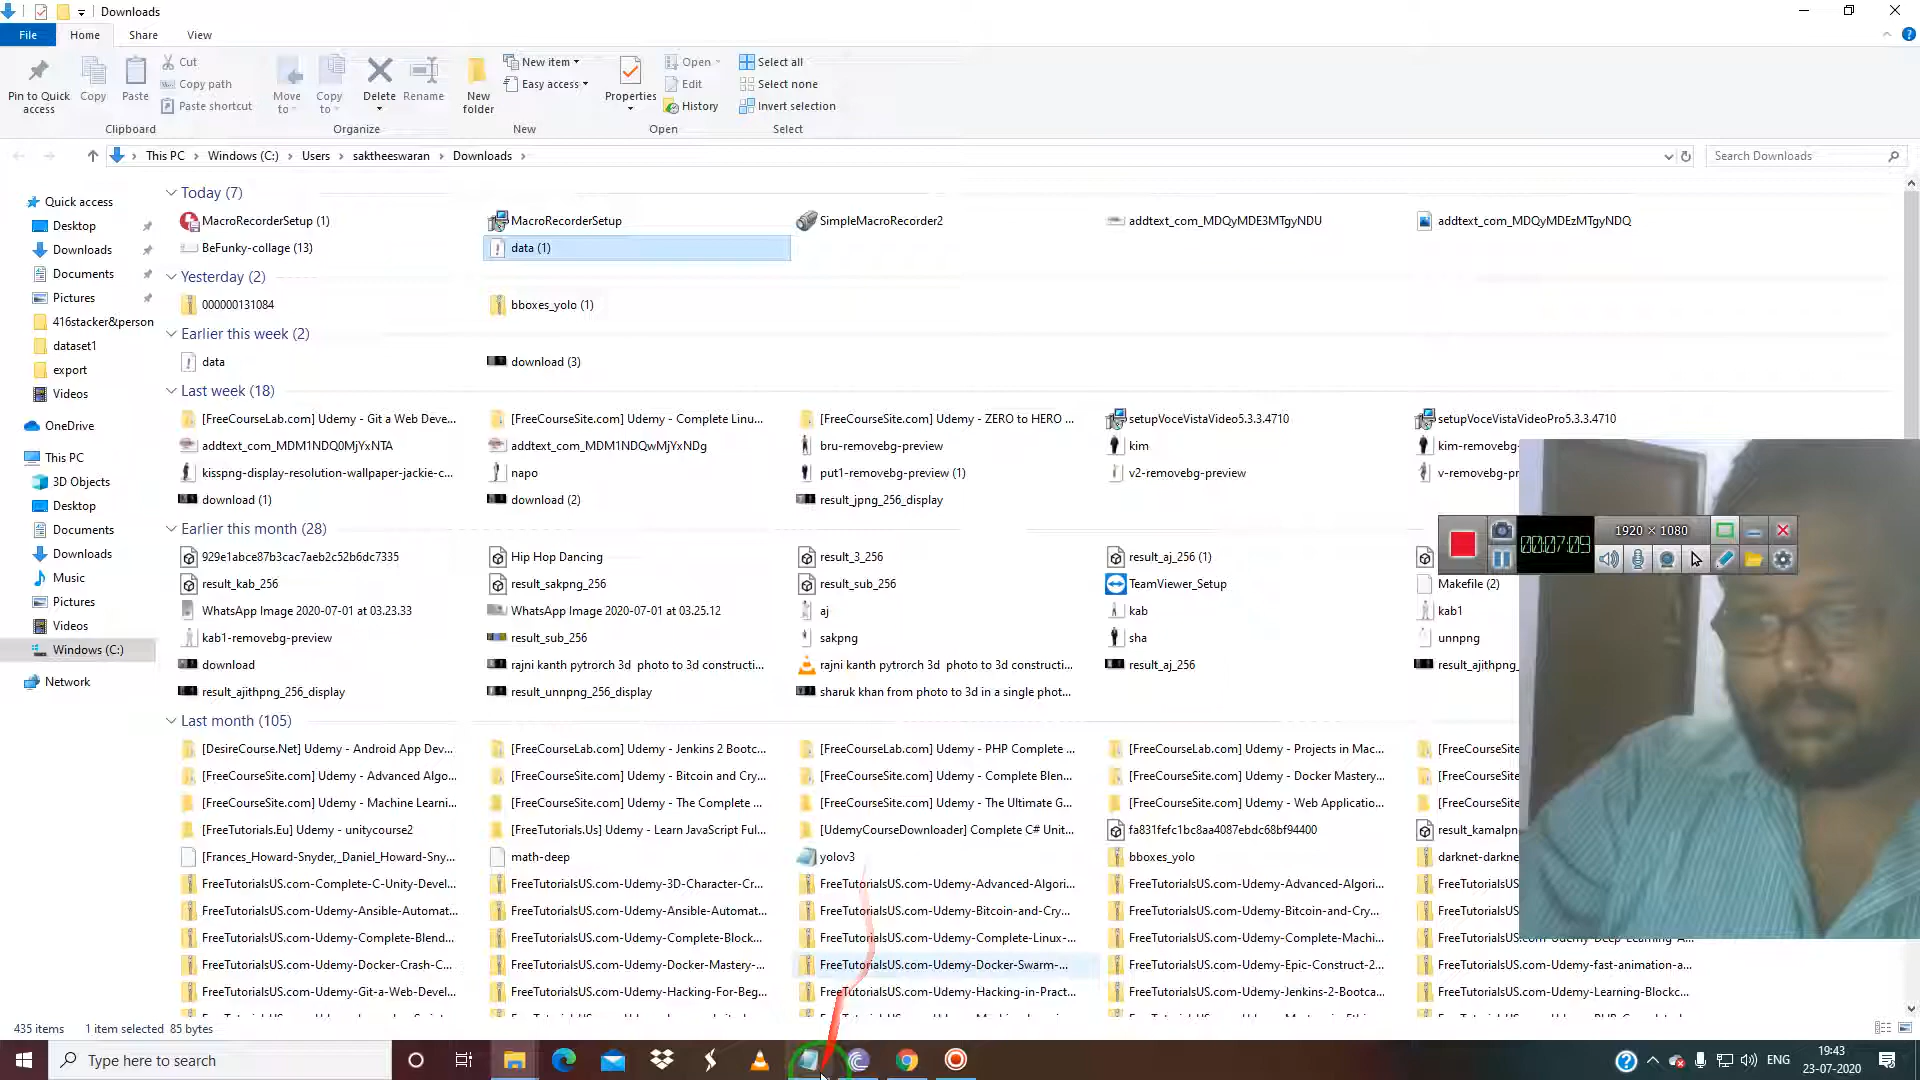 Downloads
File Home Share View
Pin to Quick access
Copy
Paste
Cut
Copy path
Paste shortcut
Move to
Copy to
Delete
Rename
New folder
New item
Easy access
Properties
Open
Edit
History
Select all
Select none
Invert selection
Clipboard Organize New Open Select
This PC Windows (C:) Users saktheeswaran Downloads
Search Downloads
Quick access
Desktop
Downloads
Documents
Pictures
416stacker&person
dataset1
export
Videos
OneDrive
This PC
3D Objects
Desktop
Documents
Downloads
Music
Pictures
Videos
Windows (C:)
Network
Today (7)
MacroRecorderSetup (1) MacroRecorderSetup SimpleMacroRecorder2 addtext_com_MDQyMDE3MTgyNDU addtext_com_MDQyMDEzMTgyNDQ
BeFunky-collage (13) data (1)
Yesterday (2)
000000131084 bboxes_yolo (1)
Earlier this week (2)
data download (3)
Last week (18)
[FreeCourseLab.com] Udemy - Git a Web Deve... [FreeCourseSite.com] Udemy - Complete Linu... [FreeCourseSite.com] Udemy - ZERO to HERO ... setupVoceVistaVideo5.3.3.4710 setupVoceVistaVideoPro5.3.3.4710
addtext_com_MDM1NDQ0MjYxNTA addtext_com_MDM1NDQwMjYxNDg bru-removebg-preview kim kim-removebg-pre
kisspng-display-resolution-wallpaper-jackie-c... napo put1-removebg-preview (1) v2-removebg-preview v-removebg-pr
download (1) download (2) result_jpng_256_display
Earlier this month (28)
929e1abce87b3cac7aeb2c52b6dc7335 Hip Hop Dancing result_3_256 result_aj_256 (1)
result_kab_256 result_sakpng_256 result_sub_256 TeamViewer_Setup Makefile (2)
WhatsApp Image 2020-07-01 at 03.23.33 WhatsApp Image 2020-07-01 at 03.25.12 aj kab kab1
kab1-removebg-preview result_sub_256 sakpng sha unnpng
download rajni kanth pytrorch 3d photo to 3d constructi... rajni kanth pytrorch 3d photo to 3d constructi... result_aj_256 result_ajithpng_
result_ajithpng_256_display result_unnpng_256_display sharuk khan from photo to 3d in a single phot...
Last month (105)
[DesireCourse.Net] Udemy - Android App Dev... [FreeCourseLab.com] Udemy - Jenkins 2 Bootc... [FreeCourseLab.com] Udemy - PHP Complete ... [FreeCourseLab.com] Udemy - Projects in Mac... [FreeCourseSit
[FreeCourseSite.com] Udemy - Advanced Algo... [FreeCourseSite.com] Udemy - Bitcoin and Cry... [FreeCourseSite.com] Udemy - Complete Blen... [FreeCourseSite.com] Udemy - Docker Mastery... [FreeCourseSit
[FreeCourseSite.com] Udemy - Machine Learni... [FreeCourseSite.com] Udemy - The Complete ... [FreeCourseSite.com] Udemy - The Ultimate G... [FreeCourseSite.com] Udemy - Web Applicatio... [FreeCourseSit
[FreeTutorials.Eu] Udemy - unitycourse2 [FreeTutorials.Us] Udemy - Learn JavaScript Ful... [UdemyCourseDownloader] Complete C# Unit... fa831fefc1bc8aa4087ebdc68bf94400 result_kamalpn
[Frances_Howard-Snyder,_Daniel_Howard-Sny... math-deep yolov3 bboxes_yolo darknet-darkne
FreeTutorialsUS.com-Complete-C-Unity-Devel... FreeTutorialsUS.com-Udemy-3D-Character-Cr... FreeTutorialsUS.com-Udemy-Advanced-Algori... FreeTutorialsUS.com-Udemy-Advanced-Algori... FreeTutorialsU
FreeTutorialsUS.com-Udemy-Ansible-Automat... FreeTutorialsUS.com-Udemy-Ansible-Automat... FreeTutorialsUS.com-Udemy-Bitcoin-and-Cry... FreeTutorialsUS.com-Udemy-Bitcoin-and-Cry... FreeTutorialsU
FreeTutorialsUS.com-Udemy-Complete-Blend... FreeTutorialsUS.com-Udemy-Complete-Block... FreeTutorialsUS.com-Udemy-Complete-Linux-... FreeTutorialsUS.com-Udemy-Complete-Machi... FreeTutorialsUS.com-Udemy-Deep-Learning-A...
FreeTutorialsUS.com-Udemy-Docker-Crash-C... FreeTutorialsUS.com-Udemy-Docker-Mastery-... FreeTutorialsUS.com-Udemy-Docker-Swarm-... FreeTutorialsUS.com-Udemy-Epic-Construct-2... FreeTutorialsUS.com-Udemy-fast-animation-a...
FreeTutorialsUS.com-Udemy-Git-a-Web-Devel... FreeTutorialsUS.com-Udemy-Hacking-For-Beg... FreeTutorialsUS.com-Udemy-Hacking-in-Pract... FreeTutorialsUS.com-Udemy-Jenkins-2-Bootca... FreeTutorialsUS.com-Udemy-Learning-Blockc...
1920 × 1080
00:07:09
435 items 1 item selected 85 bytes
Type here to search
ENG
19:43
23-07-2020